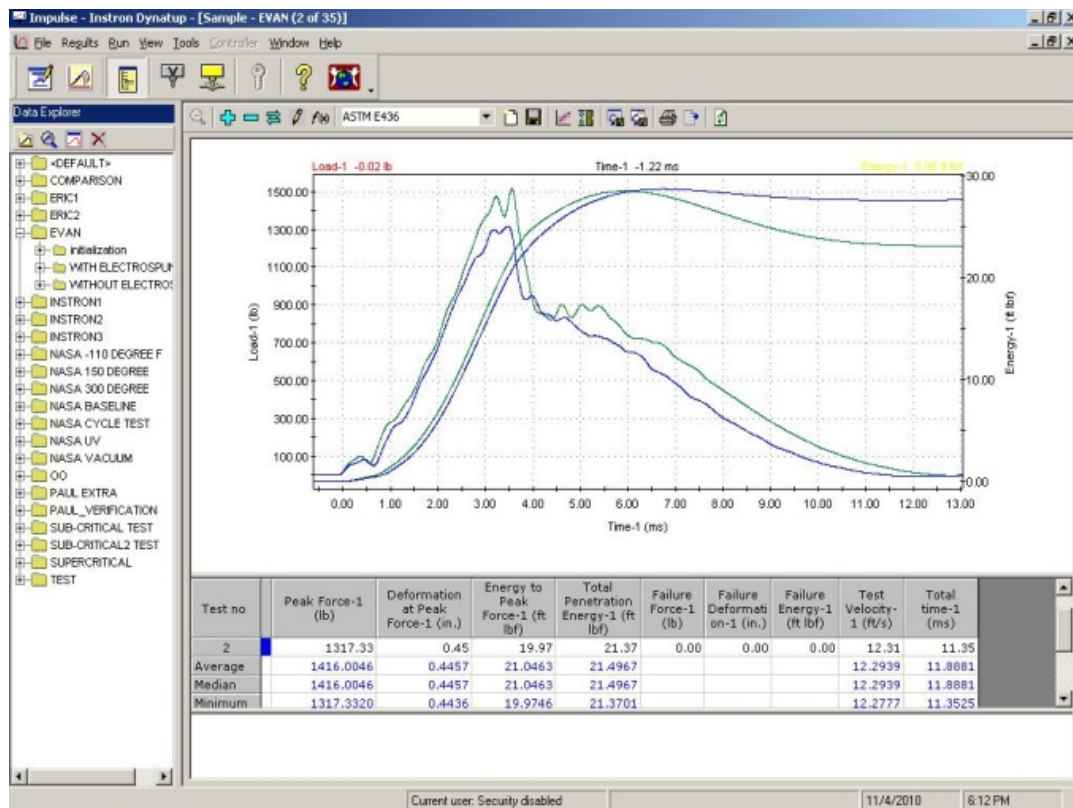 Impulse - Instron Dynatup - [Sample - EVAN (2 of 35)]
File Results Run View Tools Controller Window Help
Data Explorer
ASTM E436
<DEFAULT>
COMPARISON
ERIC1
ERIC2
EVAN
initialization
WITH ELECTROSPUN
WITHOUT ELECTROS
INSTRON1
INSTRON2
INSTRON3
NASA -110 DEGREE F
NASA 150 DEGREE
NASA 300 DEGREE
NASA BASELINE
NASA CYCLE TEST
NASA UV
NASA VACUUM
OO
PAUL EXTRA
PAUL_VERIFICATION
SUB-CRITICAL TEST
SUB-CRITICAL2 TEST
SUPERCRITICAL
TEST
Load-1 -0.02 lb Time-1 -1.22 ms Energy-1 0.00 ft lbf
1500.00
1300.00
1100.00
900.00
700.00
500.00
300.00
100.00
Load-1 (lb)
30.00
20.00
10.00
0.00
Energy-1 (ft lbf)
0.00 1.00 2.00 3.00 4.00 5.00 6.00 7.00 8.00 9.00 10.00 11.00 12.00 13.00
Time-1 (ms)
Test no Peak Force-1 (lb) Deformation at Peak Force-1 (in.) Energy to Peak Force-1 (ft lbf) Total Penetration Energy-1 (ft lbf) Failure Force-1 (lb) Failure Deformati on-1 (in.) Failure Energy-1 (ft lbf) Test Velocity-1 (ft/s) Total time-1 (ms)
2 1317.33 0.45 19.97 21.37 0.00 0.00 0.00 12.31 11.35
Average 1416.0046 0.4457 21.0463 21.4967 12.2939 11.8881
Median 1416.0046 0.4457 21.0463 21.4967 12.2939 11.8881
Minimum 1317.3320 0.4436 19.9746 21.3701 12.2777 11.3525
Current user: Security disabled 11/4/2010 6:12 PM